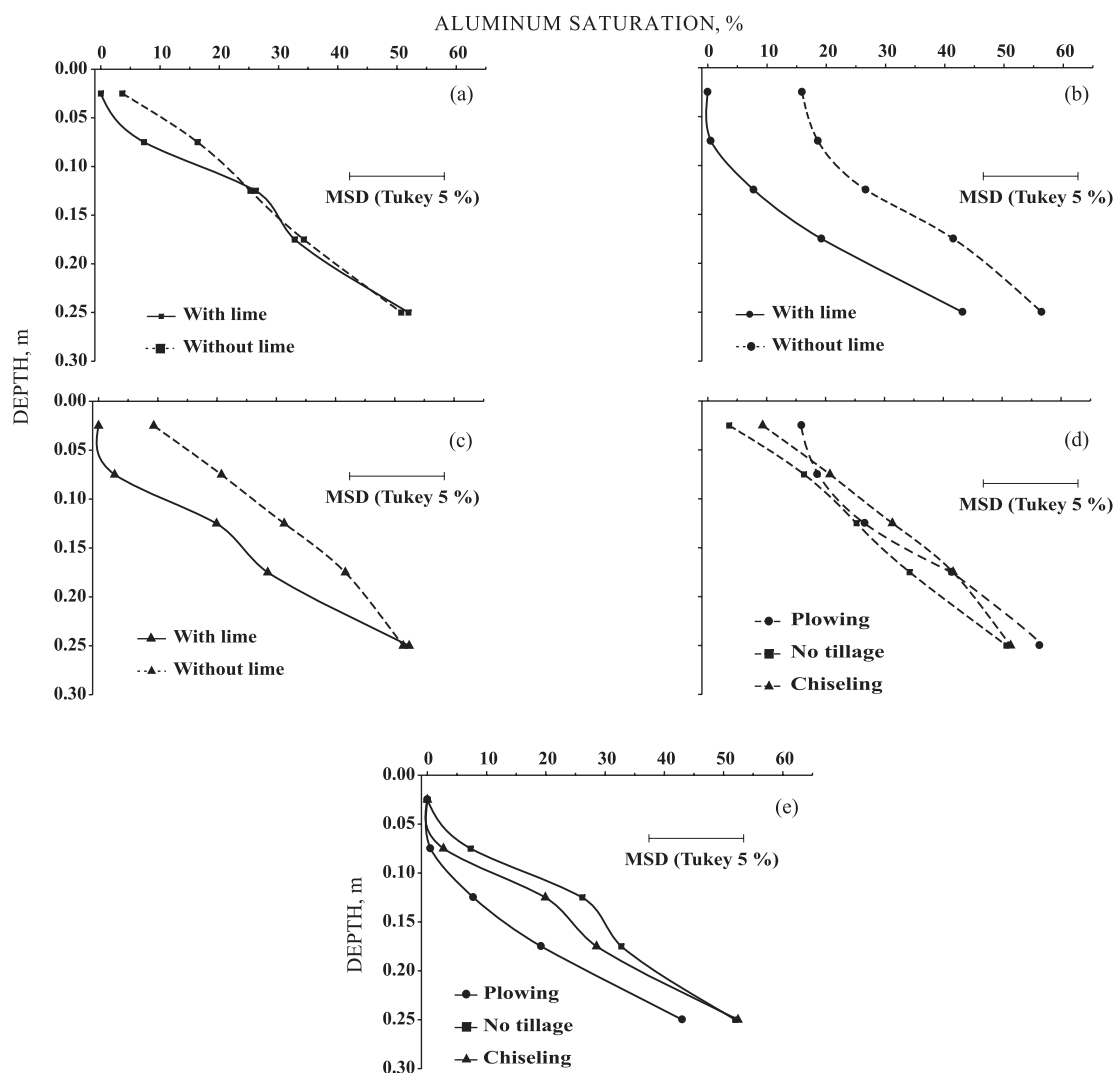 ALUMINUM SATURATION, %
0 10 20 30 40 50 60
0 10 20 30 40 50 60
0.00
(a)
(b)
0.05
0.10
MSD (Tukey 5 %)
MSD (Tukey 5 %)
0.15
0.20
0.25
With lime
With lime
Without lime
Without lime
0.30
DEPTH, m
0.00
(c)
(d)
0.05
MSD (Tukey 5 %)
MSD (Tukey 5 %)
0.10
0.15
0.20
Plowing
0.25
With lime
No tillage
Without lime
Chiseling
0.30
0 10 20 30 40 50 60
0.00
(e)
0.05
MSD (Tukey 5 %)
0.10
0.15
DEPTH, m
0.20
Plowing
No tillage
0.25
Chiseling
0.30